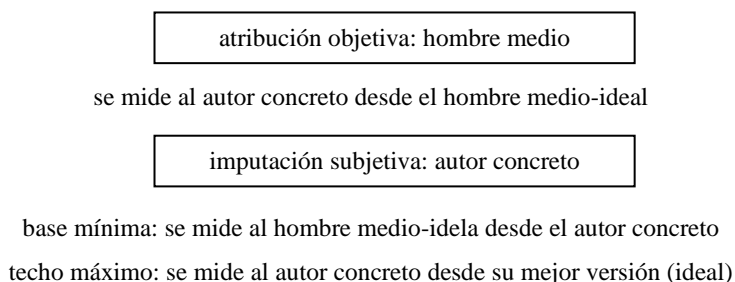 atribución objetiva: hombre medio
se mide al autor concreto desde el hombre medio-ideal
imputación subjetiva: autor concreto
base mínima: se mide al hombre medio-idela desde el autor concreto
techo máximo: se mide al autor concreto desde su mejor versión (ideal)